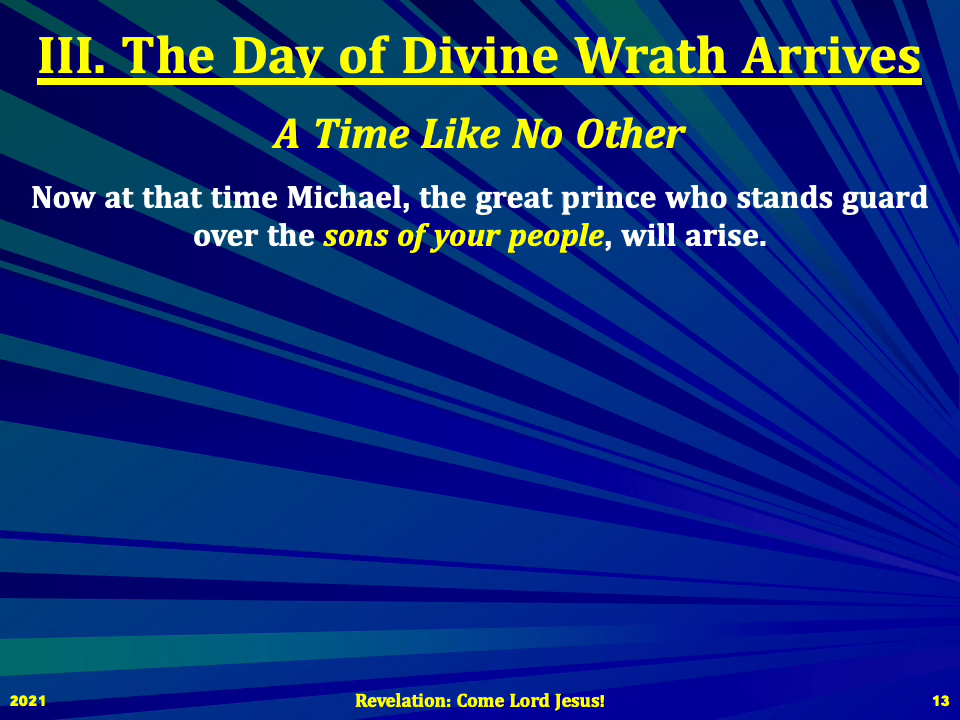 III. The Day of Divine Wrath Arrives
A Time Like No Other
Now at that time Michael, the great prince who stands guard
over the sons of your people, will arise.
2021
Revelation: Come Lord Jesus!
13